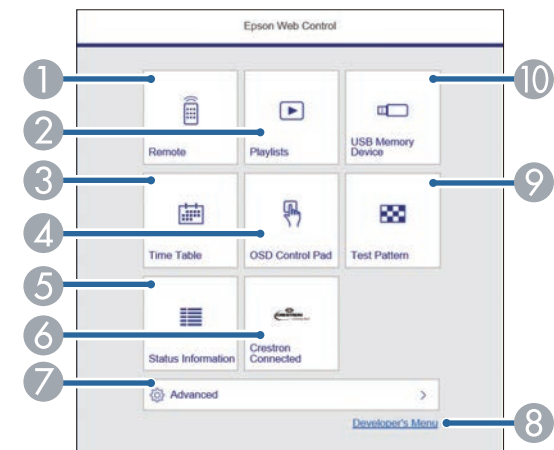 Epson Web Control
1
10
2
Remote
Playlists
USB Memory
Device
3
9
4
Time Table
OSD Control Pad
Test Pattern
5
CRESTRON
6
Status Information
Crestron
Connected
7
Advanced
Developer's Menu
8